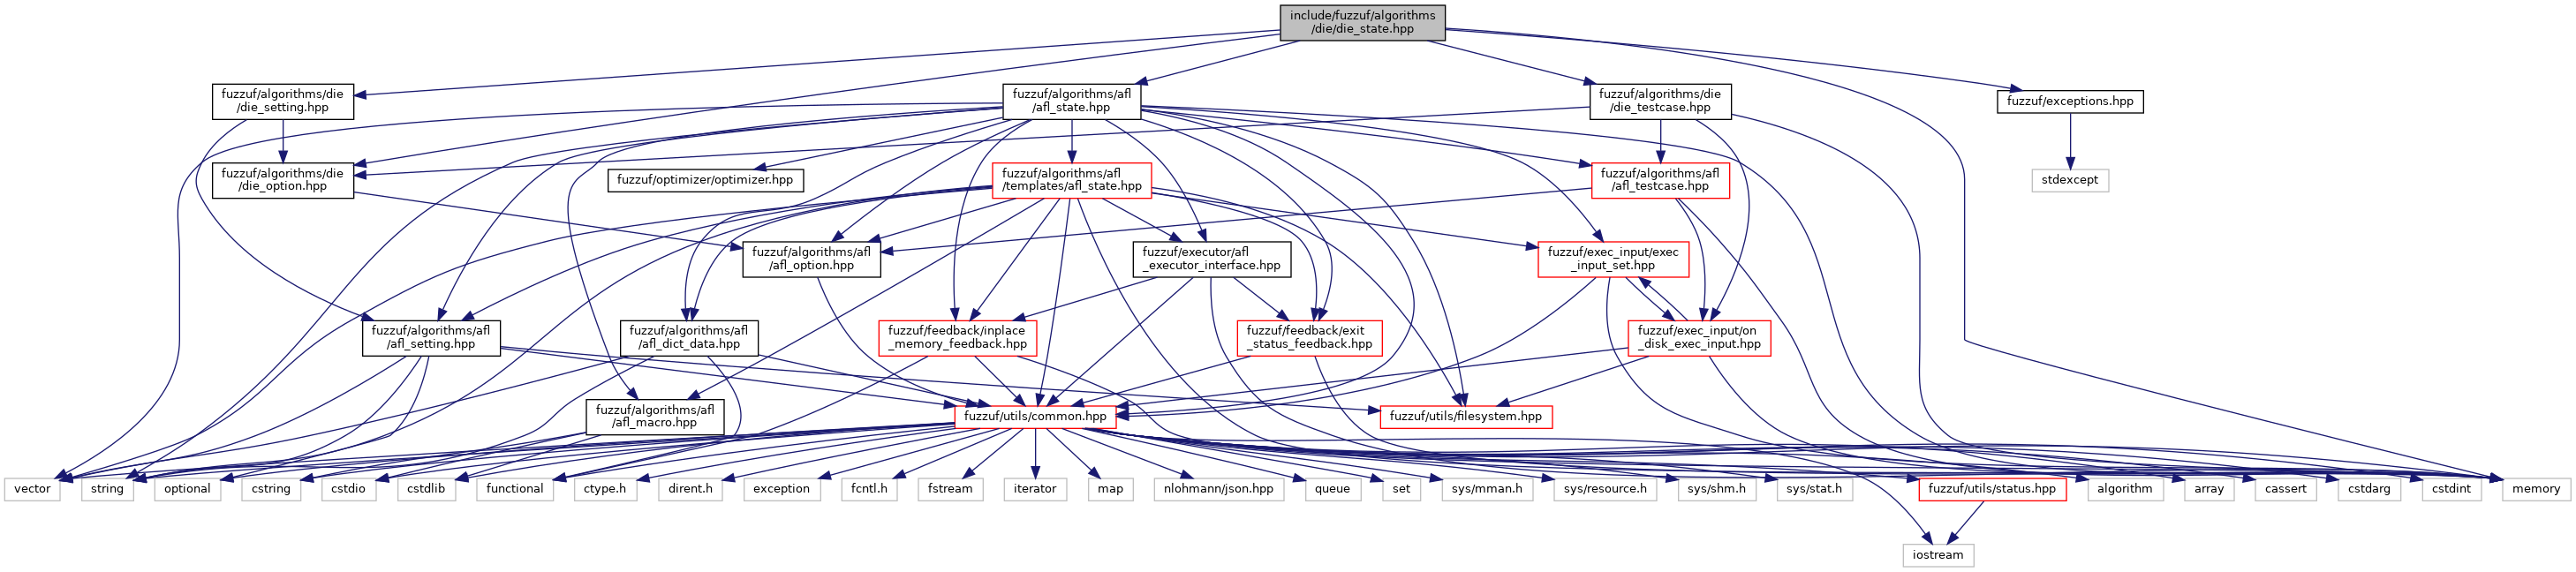 include/fuzzuf/algorithms
/die/die_state.hpp
fuzzuf/algorithms/die
/die_setting.hpp
fuzzuf/algorithms/afl
/afl_state.hpp
fuzzuf/algorithms/die
/die_testcase.hpp
fuzzuf/exceptions.hpp
fuzzuf/algorithms/die
/die_option.hpp
fuzzuf/optimizer/optimizer.hpp
fuzzuf/algorithms/afl
/templates/afl_state.hpp
fuzzuf/algorithms/afl
/afl_testcase.hpp
stdexcept
fuzzuf/algorithms/afl
/afl_option.hpp
fuzzuf/executor/afl
_executor_interface.hpp
fuzzuf/exec_input/exec
_input_set.hpp
fuzzuf/algorithms/afl
/afl_setting.hpp
fuzzuf/algorithms/afl
/afl_dict_data.hpp
fuzzuf/feedback/inplace
_memory_feedback.hpp
fuzzuf/feedback/exit
_status_feedback.hpp
fuzzuf/exec_input/on
_disk_exec_input.hpp
fuzzuf/algorithms/afl
/afl_macro.hpp
fuzzuf/utils/common.hpp
fuzzuf/utils/filesystem.hpp
vector
string
optional
cstring
cstdio
cstdlib
functional
ctype.h
dirent.h
exception
fcntl.h
fstream
iterator
map
nlohmann/json.hpp
queue
set
sys/mman.h
sys/resource.h
sys/shm.h
sys/stat.h
fuzzuf/utils/status.hpp
algorithm
array
cassert
cstdarg
cstdint
memory
iostream